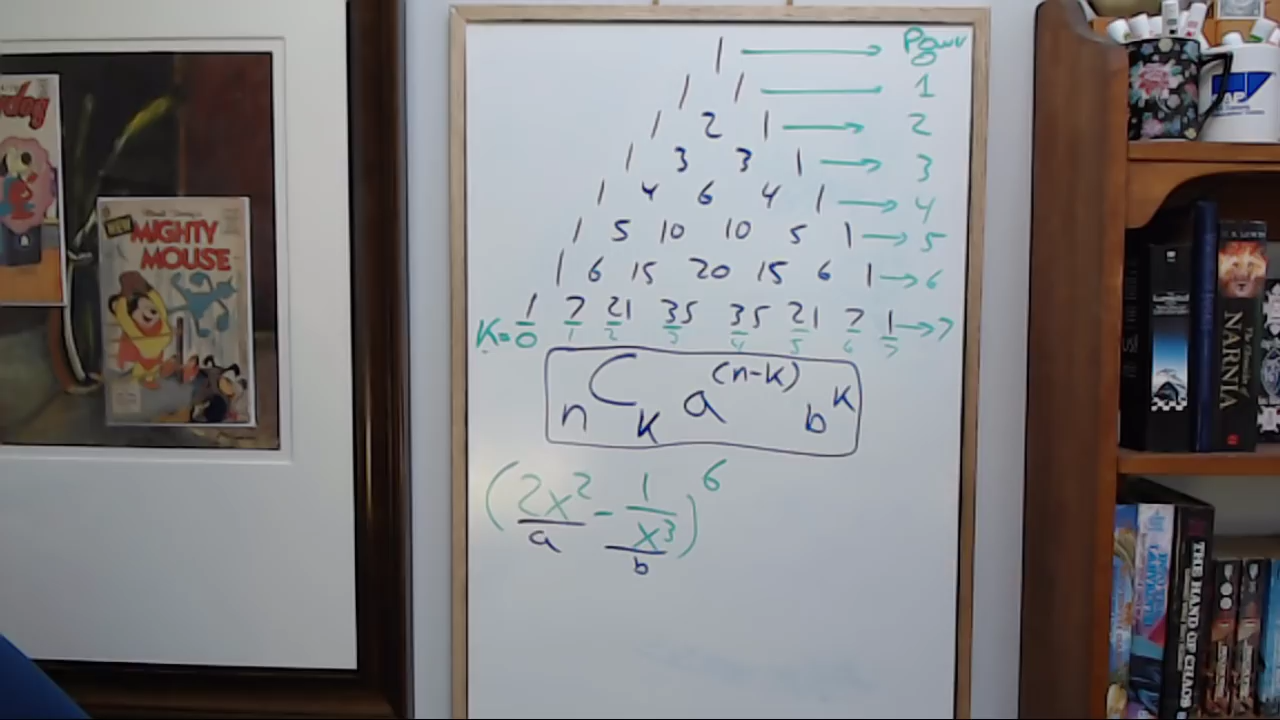 1 → Power 0
1 1 → 1
1 2 1 → 2
1 3 3 1 → 3
1 4 6 4 1 → 4
1 5 10 10 5 1 → 5
1 6 15 20 15 6 1 → 6
1 7 21 35 35 21 7 1 → 7
K= 0 1 2 3 4 5 6 7
n C K a (n-K) b K
(2x² - 1/x³)⁶
a b
NEW
MIGHTY
MOUSE
NARNIA
THE HAND OF CHAOS